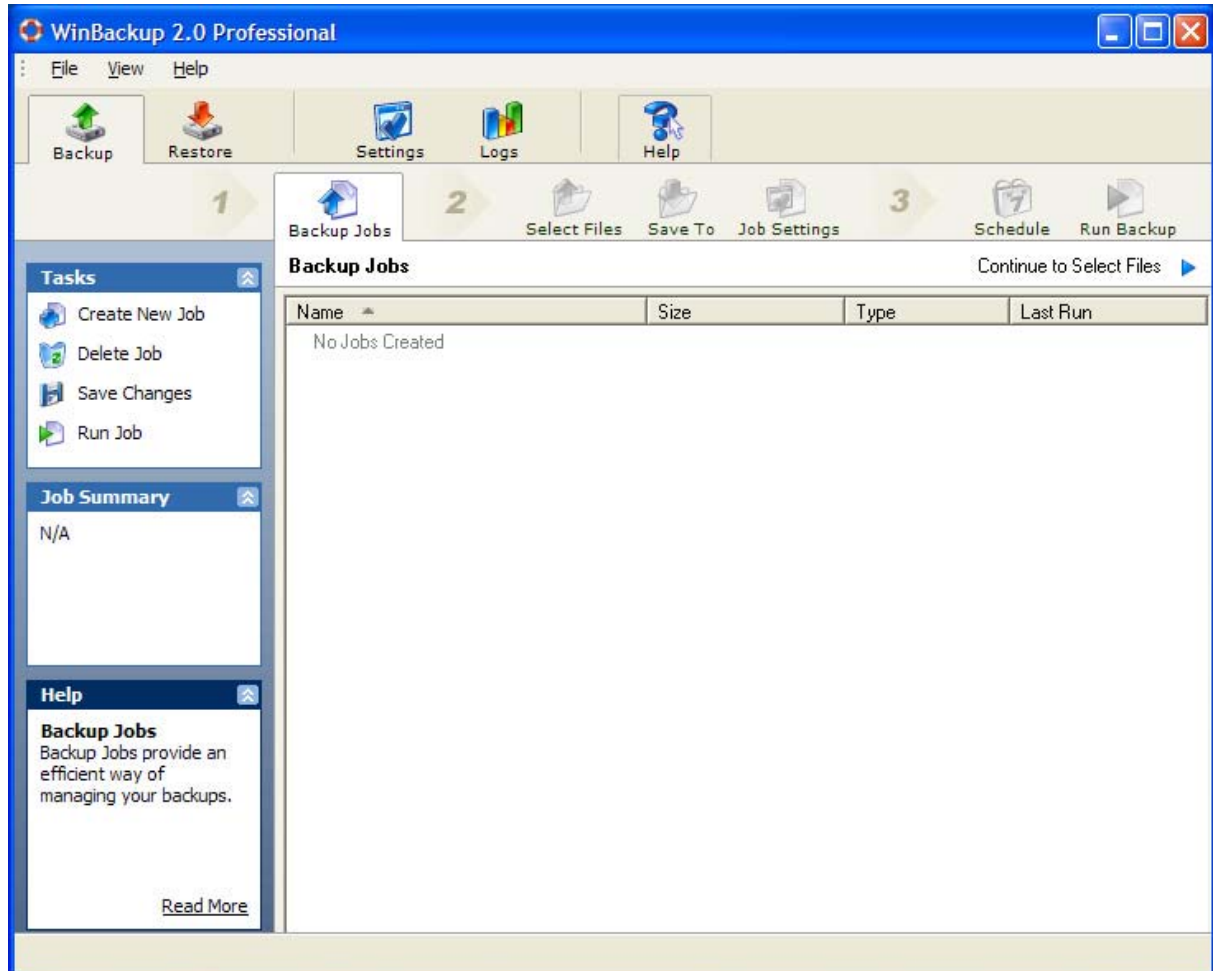 WinBackup 2.0 Professional
File View Help
Backup Restore Settings Logs Help
1 Backup Jobs 2 Select Files Save To Job Settings 3 Schedule Run Backup
Tasks
Create New Job
Delete Job
Save Changes
Run Job
Job Summary
N/A
Help
Backup Jobs
Backup Jobs provide an
efficient way of
managing your backups.
Read More
Backup Jobs Continue to Select Files
Name Size Type Last Run
No Jobs Created